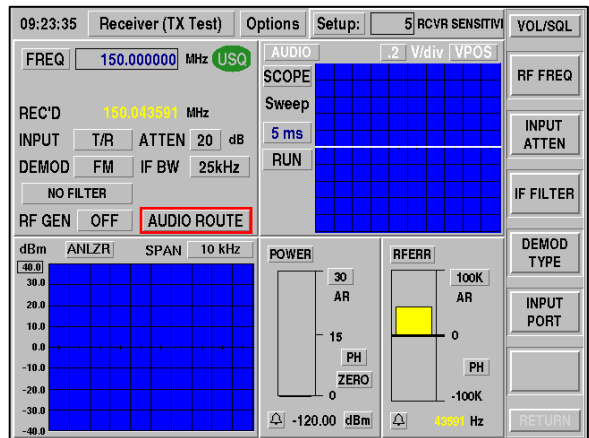 09:23:35 Receiver (TX Test) Options Setup: 5 RCVR SENSITIVI VOL/SQL
FREQ 150.000000 MHz USQ
REC'D 150.043591 MHz
INPUT T/R ATTEN 20 dB
DEMOD FM IF BW 25kHz
NO FILTER
RF GEN OFF AUDIO ROUTE
AUDIO .2 V/div VPOS
SCOPE
Sweep
5 ms
RUN
RF FREQ
INPUT
ATTEN
IF FILTER
DEMOD
TYPE
INPUT
PORT
RETURN
dBm ANLZR SPAN 10 kHz
40.0
30.0
20.0
10.0
0.0
-10.0
-20.0
-30.0
-40.0
POWER
30
AR
15
PH
ZERO
0
-120.00 dBm
RFERR
100K
AR
0
PH
-100K
43591 Hz